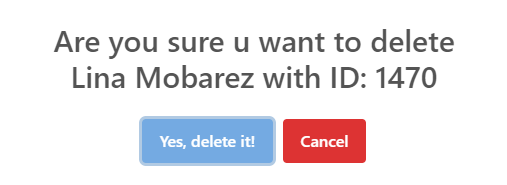 Are you sure u want to delete
Lina Mobarez with ID: 1470
Yes, delete it! Cancel